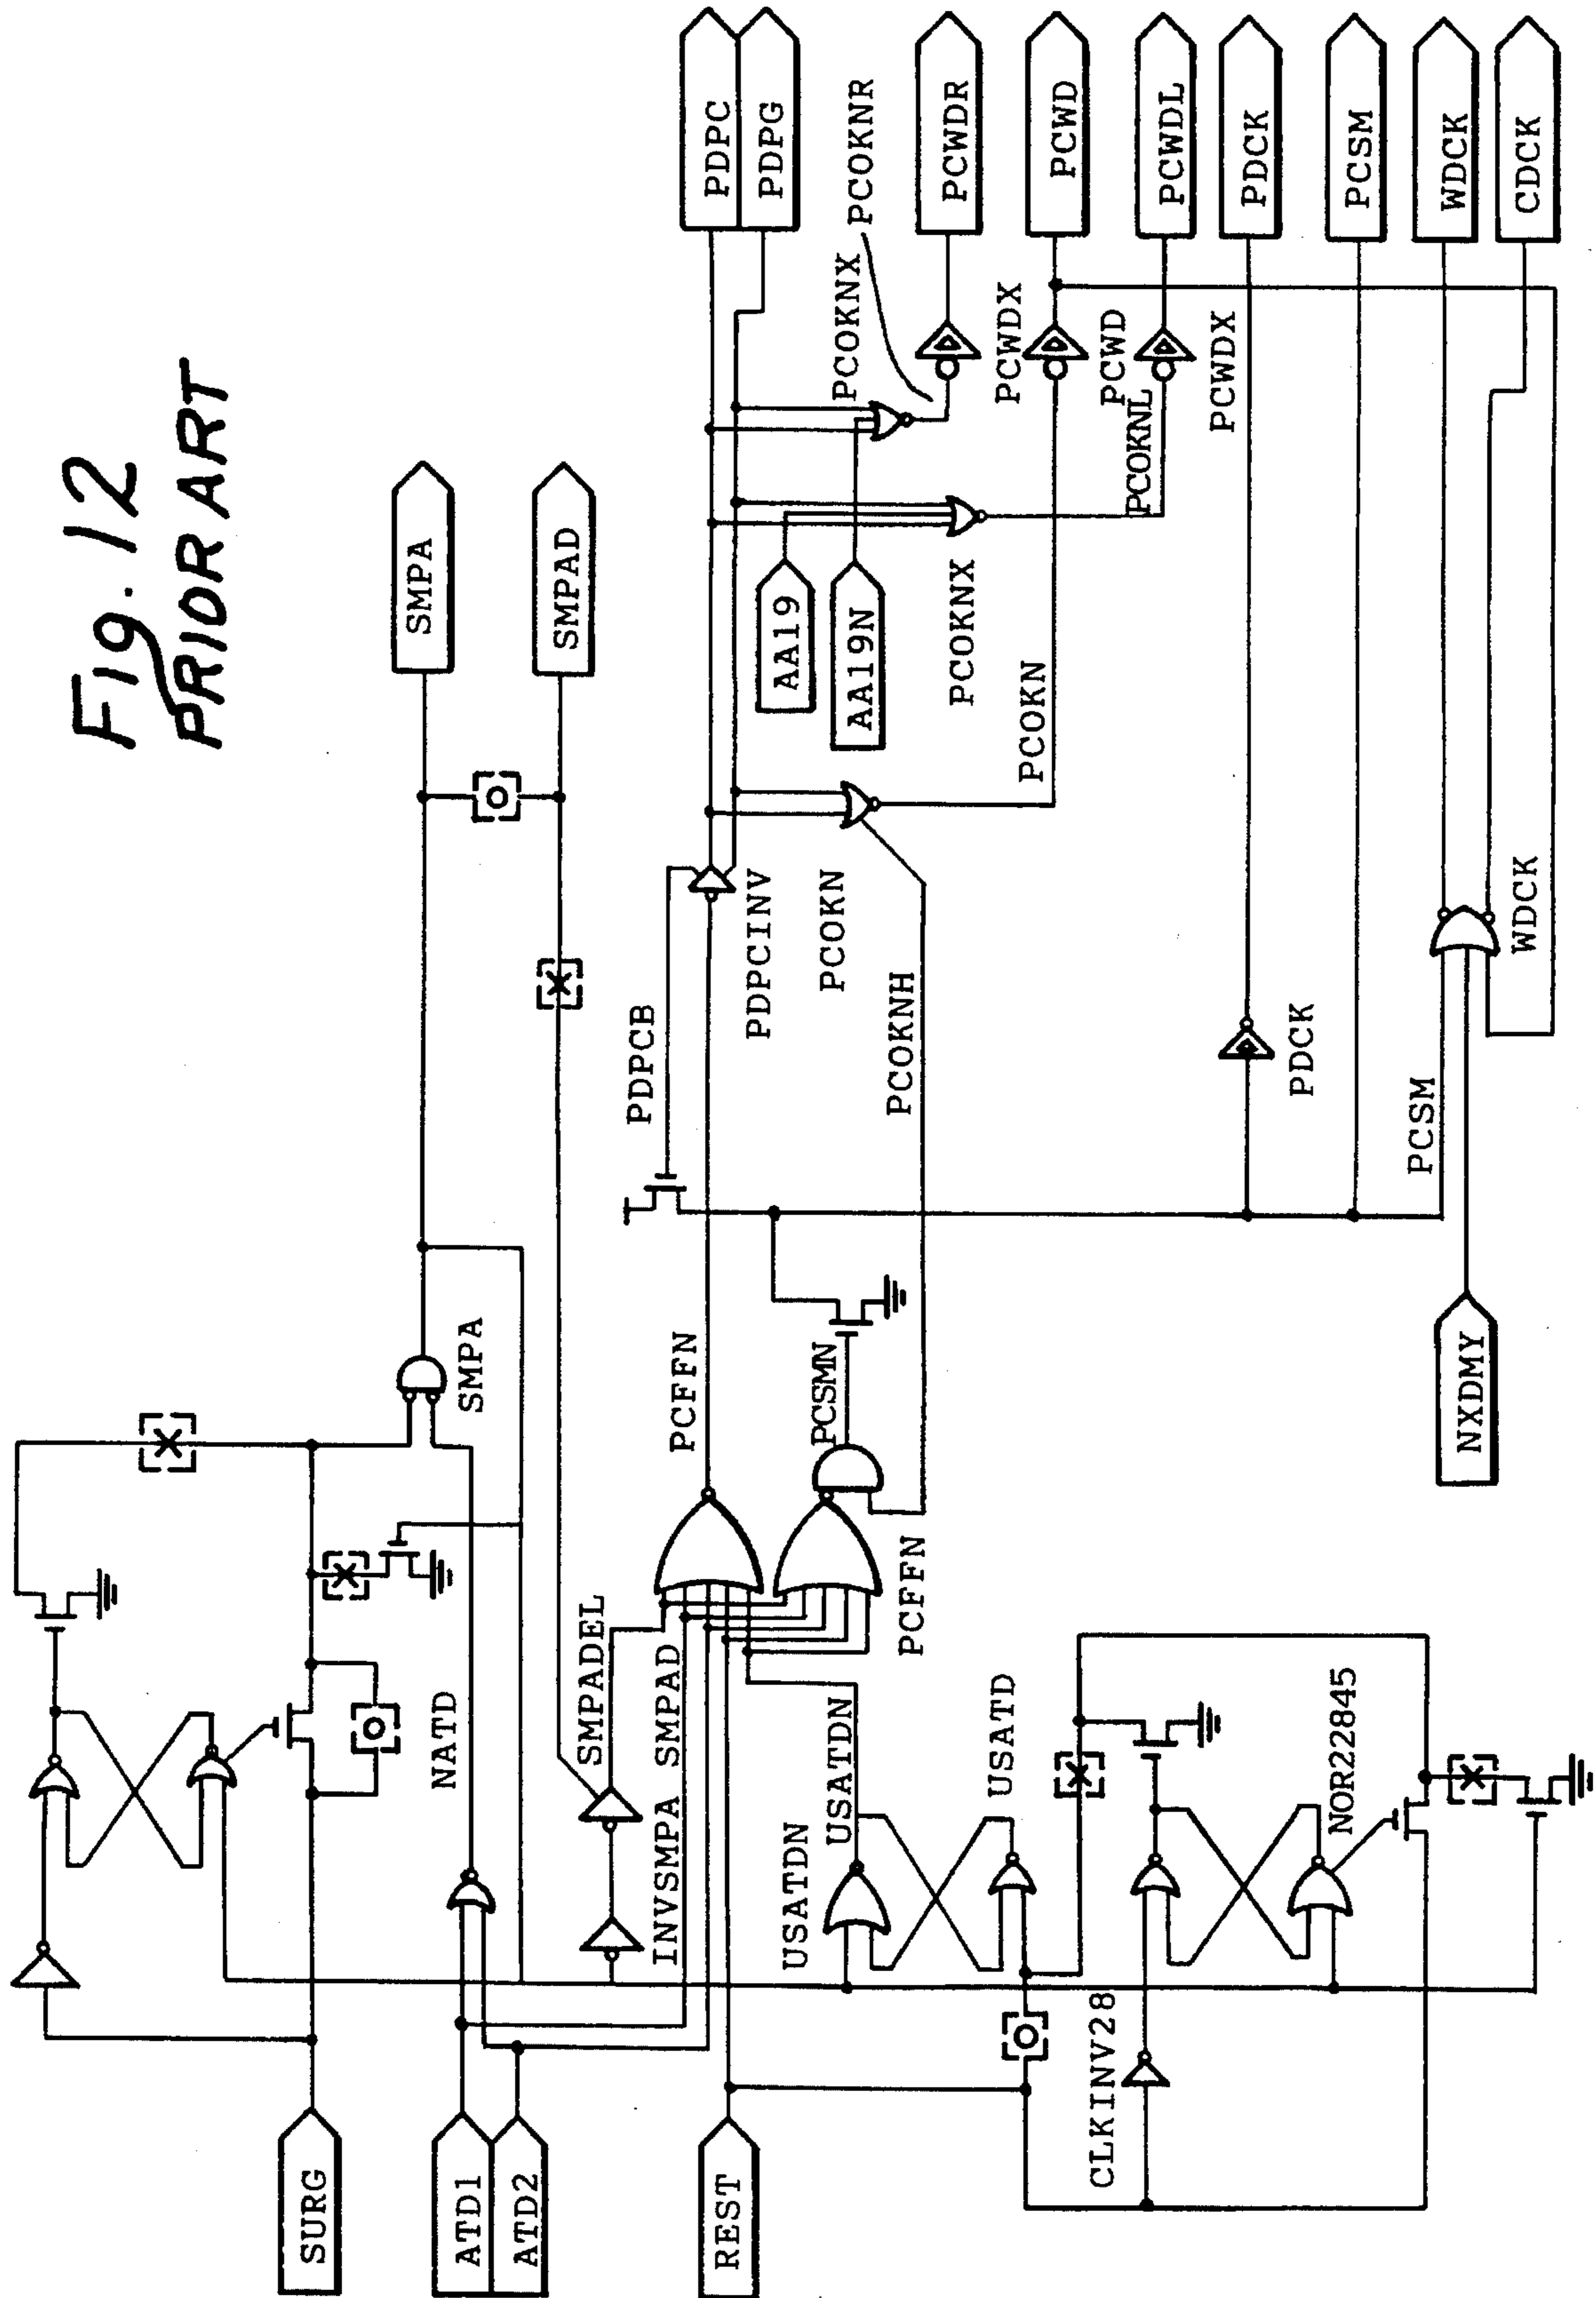 Fig. 12
PRIOR ART
SURG
ATD1
ATD2
REST
NATD
SMPA
SMPA
SMPAD
SMPADEL
INVSMPA SMPAD
PCFFN
PCFFN
PCSMN
PDPCB
PDPCINV
PCOKN
PCOKNH
USATDN
USATDN
USATD
CLKINV28
NOR22845
AA19
AA19N
PCOKNX
PCOKN
PCOKNX
PCOKNR
PCWDX
PCWD
PCOKNL
PCWDX
PDCK
PCSM
NXDMY
WDCK
PDPC
PDPG
PCWDR
PCWD
PCWDL
PDCK
PCSM
WDCK
CDCK